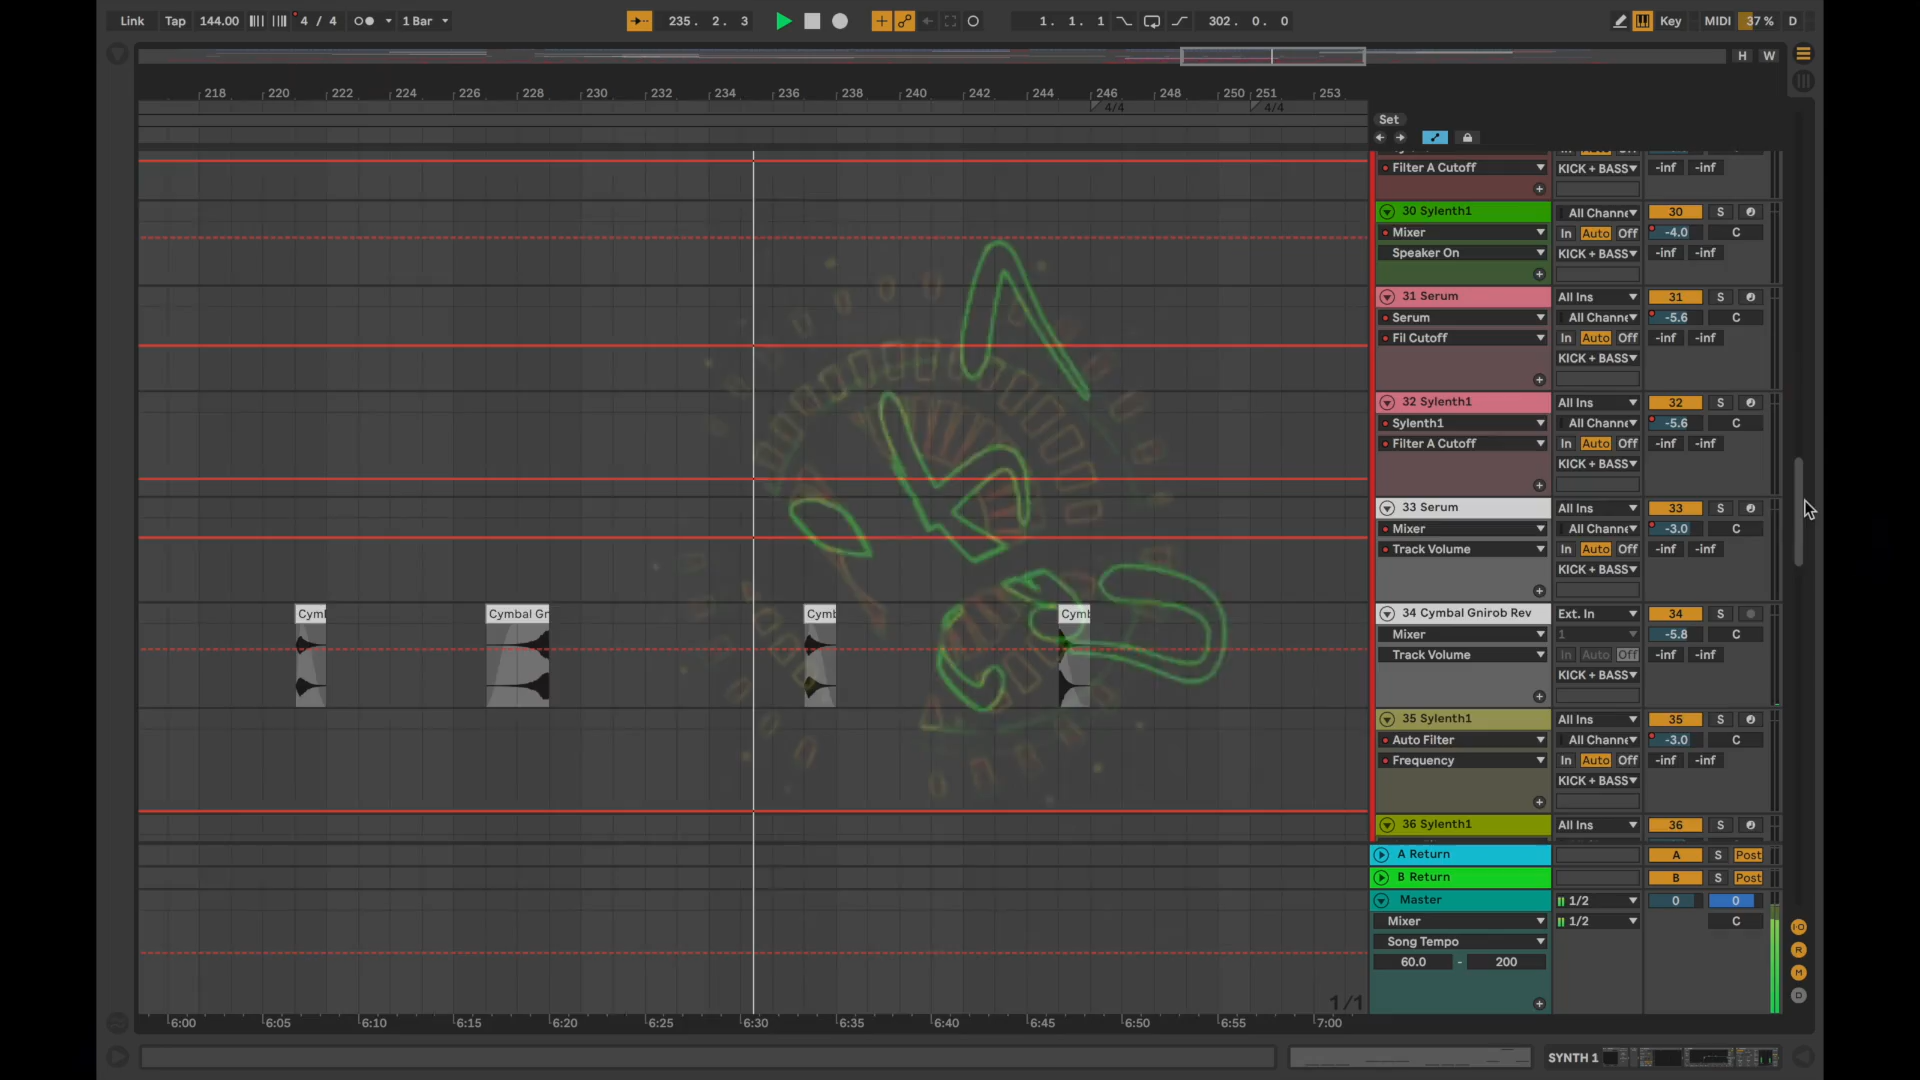 Link Tap 144.00 4 / 4 1 Bar 235. 2. 3 1. 1. 1 302. 0. 0 Key MIDI 37 % D
H W
218 220 222 224 226 228 230 232 234 236 238 240 242 244 246 248 250 251 253
4/4 4/4
Set
Filter A Cutoff KICK + BASS -inf -inf
30 Sylenth1 All Channe 30 S
Mixer In Auto Off -4.0 C
Speaker On KICK + BASS -inf -inf
31 Serum All Ins 31 S
Serum All Channe -5.6 C
Fil Cutoff In Auto Off -inf -inf
KICK + BASS
32 Sylenth1 All Ins 32 S
Sylenth1 All Channe -5.6 C
Filter A Cutoff In Auto Off -inf -inf
KICK + BASS
33 Serum All Ins 33 S
Mixer All Channe -3.0 C
Track Volume In Auto Off -inf -inf
KICK + BASS
Cymb Cymbal Gr Cymb Cymb 34 Cymbal Gnirob Rev Ext. In 34 S
Mixer 1 -5.8 C
Track Volume In Auto Off -inf -inf
KICK + BASS
35 Sylenth1 All Ins 35 S
Auto Filter All Channe -3.0 C
Frequency In Auto Off -inf -inf
KICK + BASS
36 Sylenth1 All Ins 36 S
A Return A S Post
B Return B S Post
Master 1/2 0 0
Mixer 1/2 C
Song Tempo
60.0 - 200
1/1
6:00 6:05 6:10 6:15 6:20 6:25 6:30 6:35 6:40 6:45 6:50 6:55 7:00
I·O
R
M
D
SYNTH 1